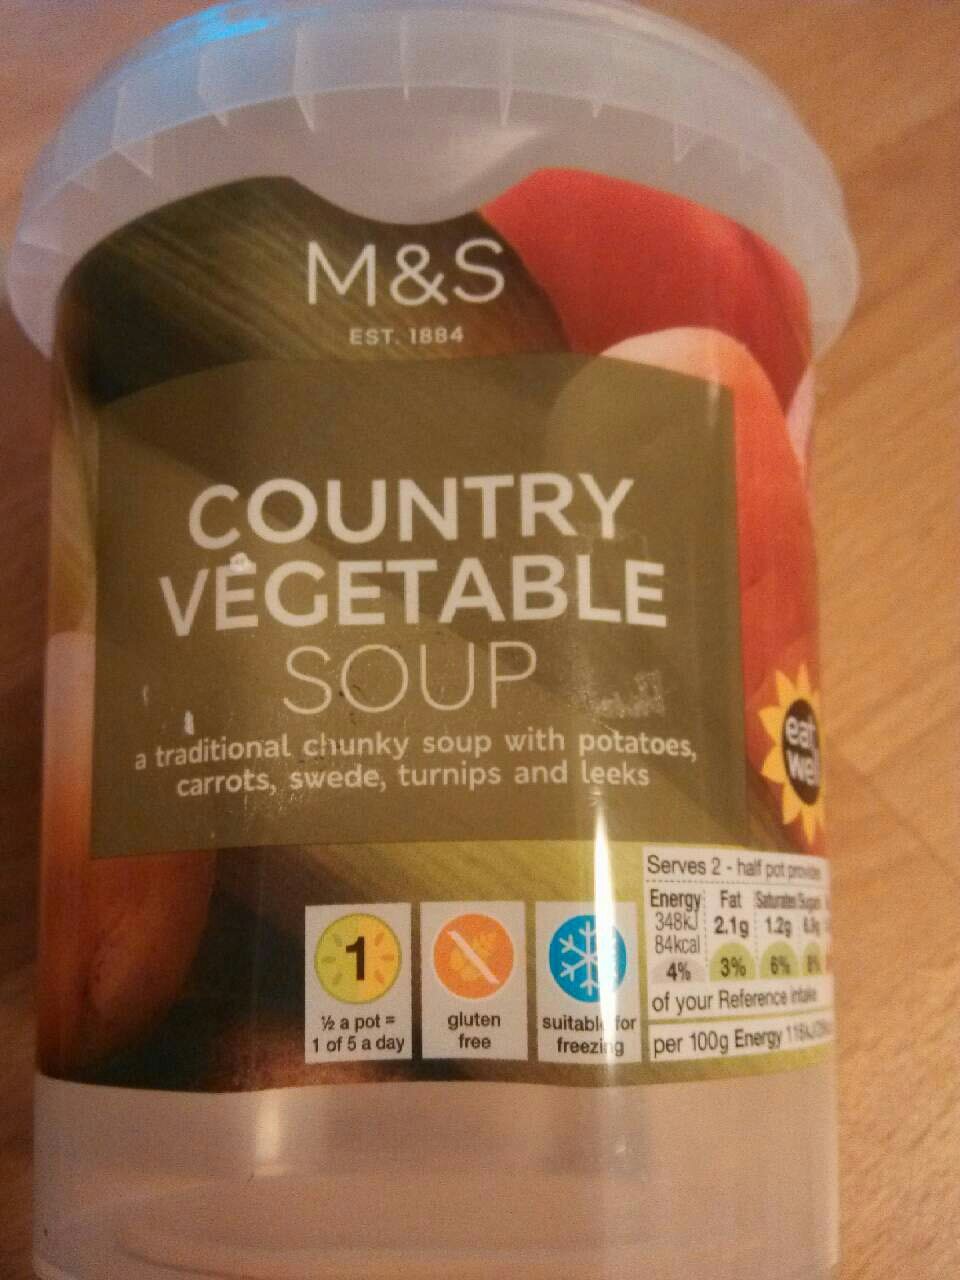 M&S
EST. 1884
COUNTRY
VEGETABLE
SOUP
a traditional chunky soup with potatoes,
carrots, swede, turnips and leeks
eat
well
1
½ a pot =
1 of 5 a day
gluten
free
suitable for
freezing
Serves 2 - half pot
Energy Fat Saturates Sugars
348kJ 2.1g 1.2g
84kcal
4% 3% 6% 8%
of your Reference intake
per 100g Energy